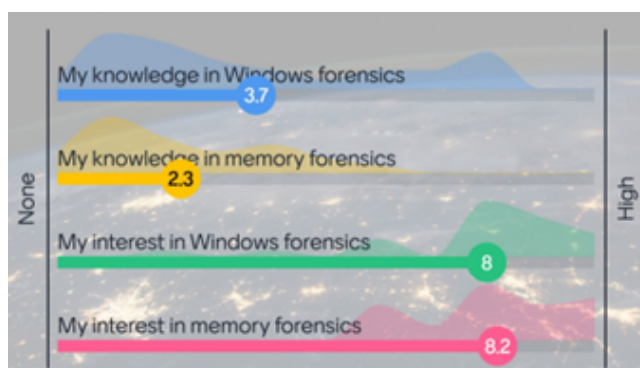 My knowledge in Windows forensics
3.7
My knowledge in memory forensics
2.3
None
High
My interest in Windows forensics
8
My interest in memory forensics
8.2